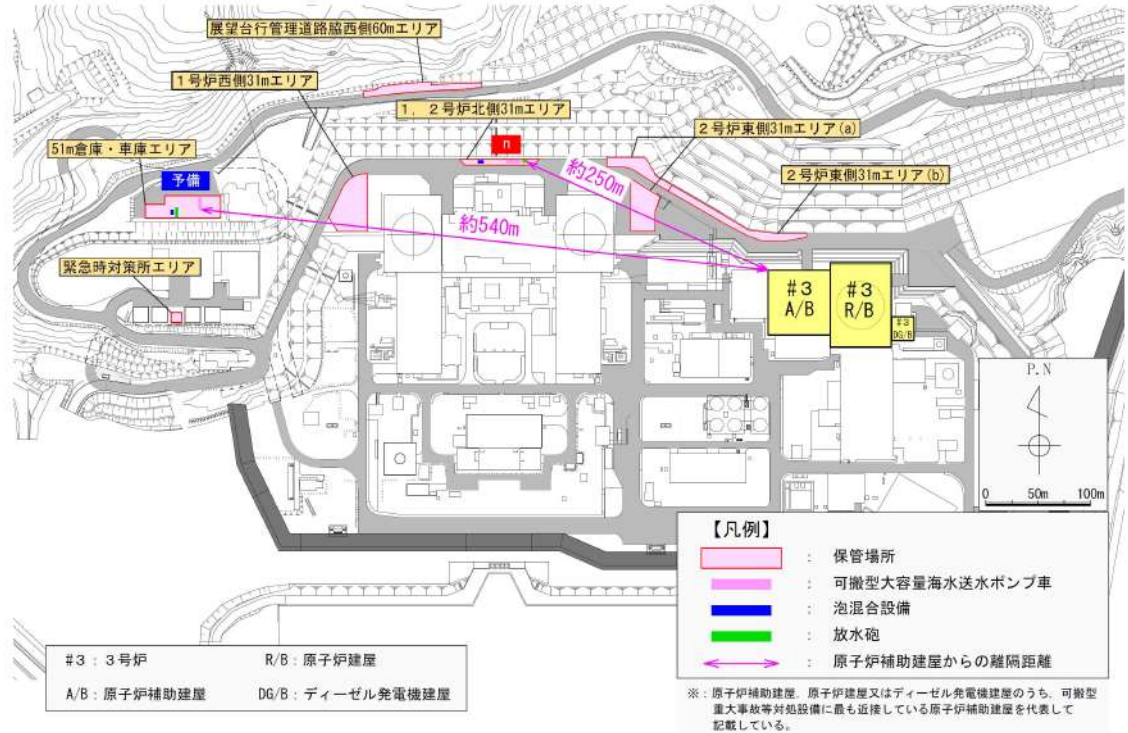 展望台行管理道路脇西側60mエリア
1号炉西側31mエリア
1，2号炉北側31mエリア
2号炉東側31mエリア(a)
51m倉庫・車庫エリア
n
予備
約250m
2号炉東側31mエリア(b)
約540m
緊急時対策所エリア
#3
A/B
#3
R/B
#3
DG/B
P.N
0 50m 100m
【凡例】
： 保管場所
： 可搬型大容量海水送水ポンプ車
： 泡混合設備
： 放水砲
： 原子炉補助建屋からの離隔距離
#3：3号炉 R/B：原子炉建屋
A/B：原子炉補助建屋 DG/B：ディーゼル発電機建屋
※：原子炉補助建屋，原子炉建屋又はディーゼル発電機建屋のうち，可搬型
重大事故等対処設備に最も近接している原子炉補助建屋を代表して
記載している。